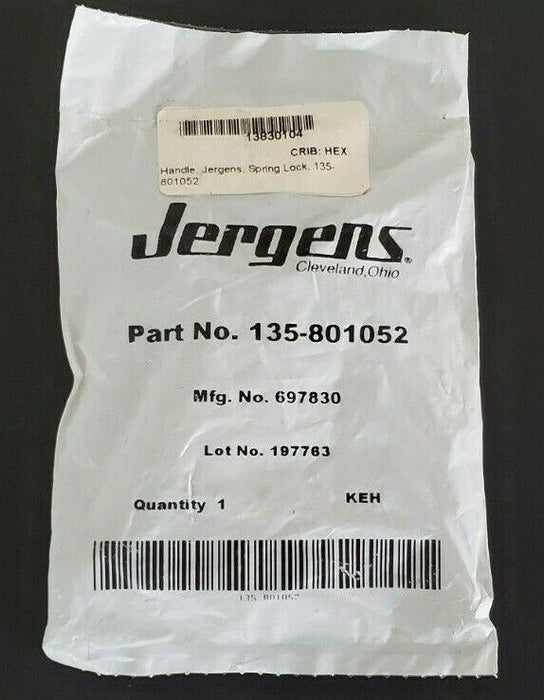 13830104
CRIB: HEX
Handle, Jergens, Spring Lock, 135-
801052
Jergens®
Cleveland, Ohio
Part No. 135-801052
Mfg. No. 697830
Lot No. 197763
Quantity 1 KEH
135-801052